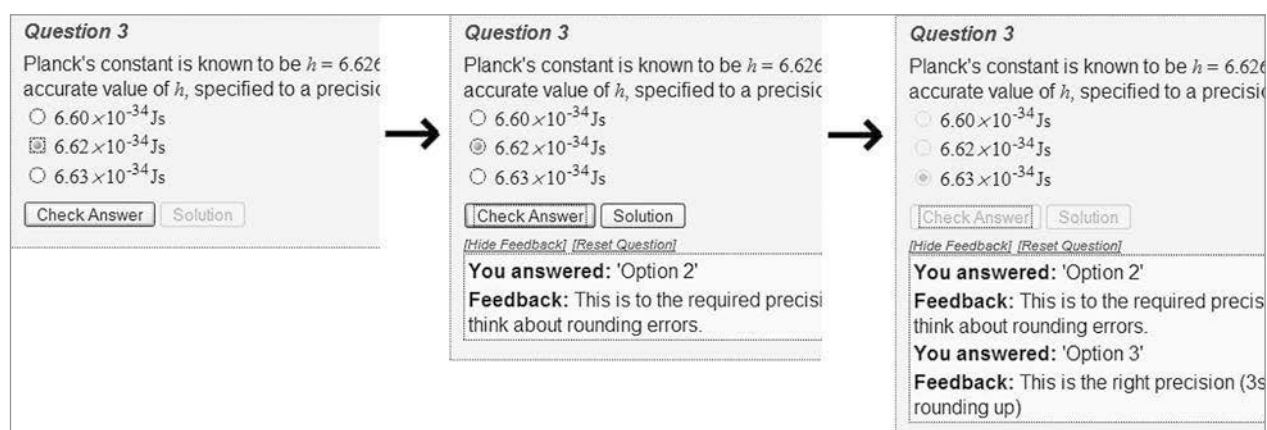 Question 3
Planck's constant is known to be h = 6.626
accurate value of h, specified to a precisic
6.60×10-34Js
6.62×10-34Js
6.63×10-34Js
Check Answer Solution
Question 3
Planck's constant is known to be h = 6.626
accurate value of h, specified to a precisic
6.60×10-34Js
6.62×10-34Js
6.63×10-34Js
Check Answer Solution
[Hide Feedback] [Reset Question]
You answered: 'Option 2'
Feedback: This is to the required precisi
think about rounding errors.
Question 3
Planck's constant is known to be h = 6.626
accurate value of h, specified to a precisi
6.60×10-34Js
6.62×10-34Js
6.63×10-34Js
Check Answer Solution
[Hide Feedback] [Reset Question]
You answered: 'Option 2'
Feedback: This is to the required precis
think about rounding errors.
You answered: 'Option 3'
Feedback: This is the right precision (3s
rounding up)